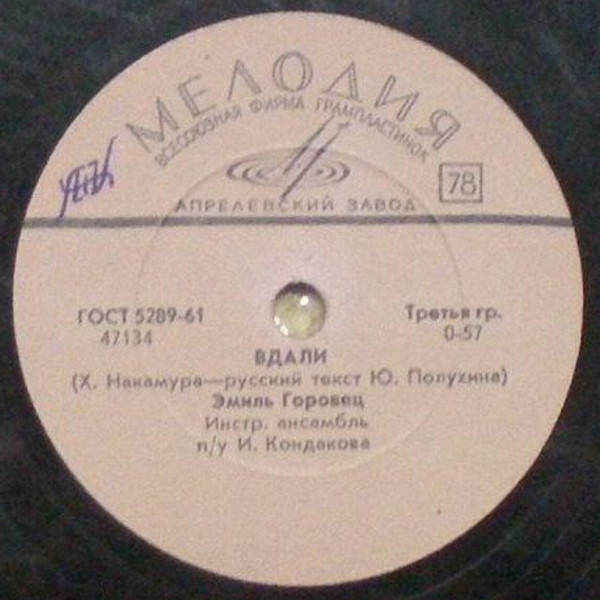 МЕЛОДИЯ
ВСЕСОЮЗНАЯ ФИРМА ГРАМПЛАСТИНОК
78
АПРЕЛЕВСКИЙ ЗАВОД
ГОСТ 5289-61
Третья гр.
47134
0-57
ВДАЛИ
(Х. Накамура—русский текст Ю. Полухина)
Эмиль Горовец
Инстр. ансамбль
п/у И. Кондакова